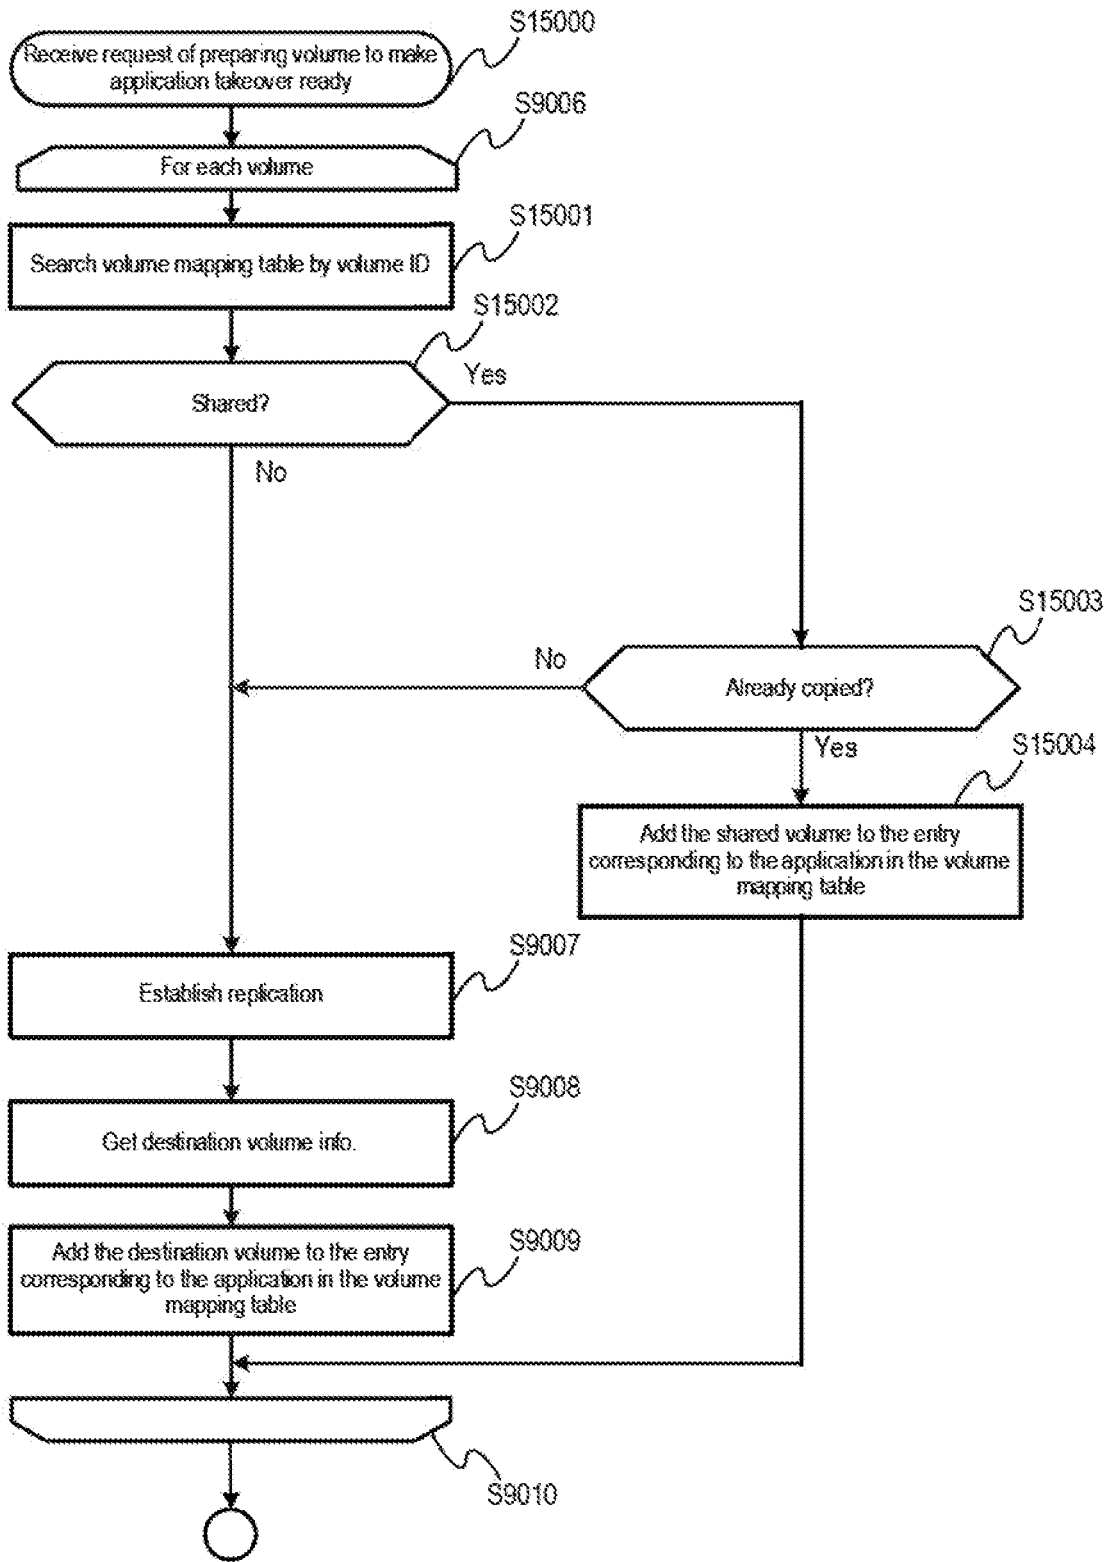 S15000
Receive request of preparing volume to make
application takeover ready
S9006
For each volume
S15001
Search volume mapping table by volume ID
S15002
Shared?
Yes
No
S15003
No
Already copied?
Yes
S15004
Add the shared volume to the entry
corresponding to the application in the volume
mapping table
S9007
Establish replication
S9008
Get destination volume info.
S9009
Add the destination volume to the entry
corresponding to the application in the volume
mapping table
S9010